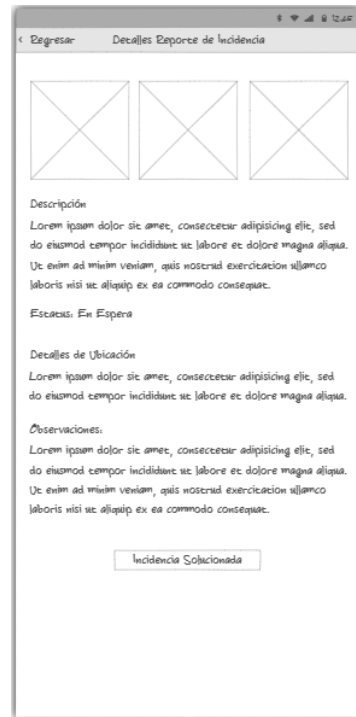 12:45
< Regresar Detalles Reporte de Incidencia
Descripción
Lorem ipsum dolor sit amet, consectetur adipisicing elit, sed
do eiusmod tempor incididunt ut labore et dolore magna aliqua.
Ut enim ad minim veniam, quis nostrud exercitation ullamco
laboris nisi ut aliquip ex ea commodo consequat.
Estatus: En Espera
Detalles de Ubicación
Lorem ipsum dolor sit amet, consectetur adipisicing elit, sed
do eiusmod tempor incididunt ut labore et dolore magna aliqua.
Observaciones:
Lorem ipsum dolor sit amet, consectetur adipisicing elit, sed
do eiusmod tempor incididunt ut labore et dolore magna aliqua.
Ut enim ad minim veniam, quis nostrud exercitation ullamco
laboris nisi ut aliquip ex ea commodo consequat.
Incidencia Solucionada